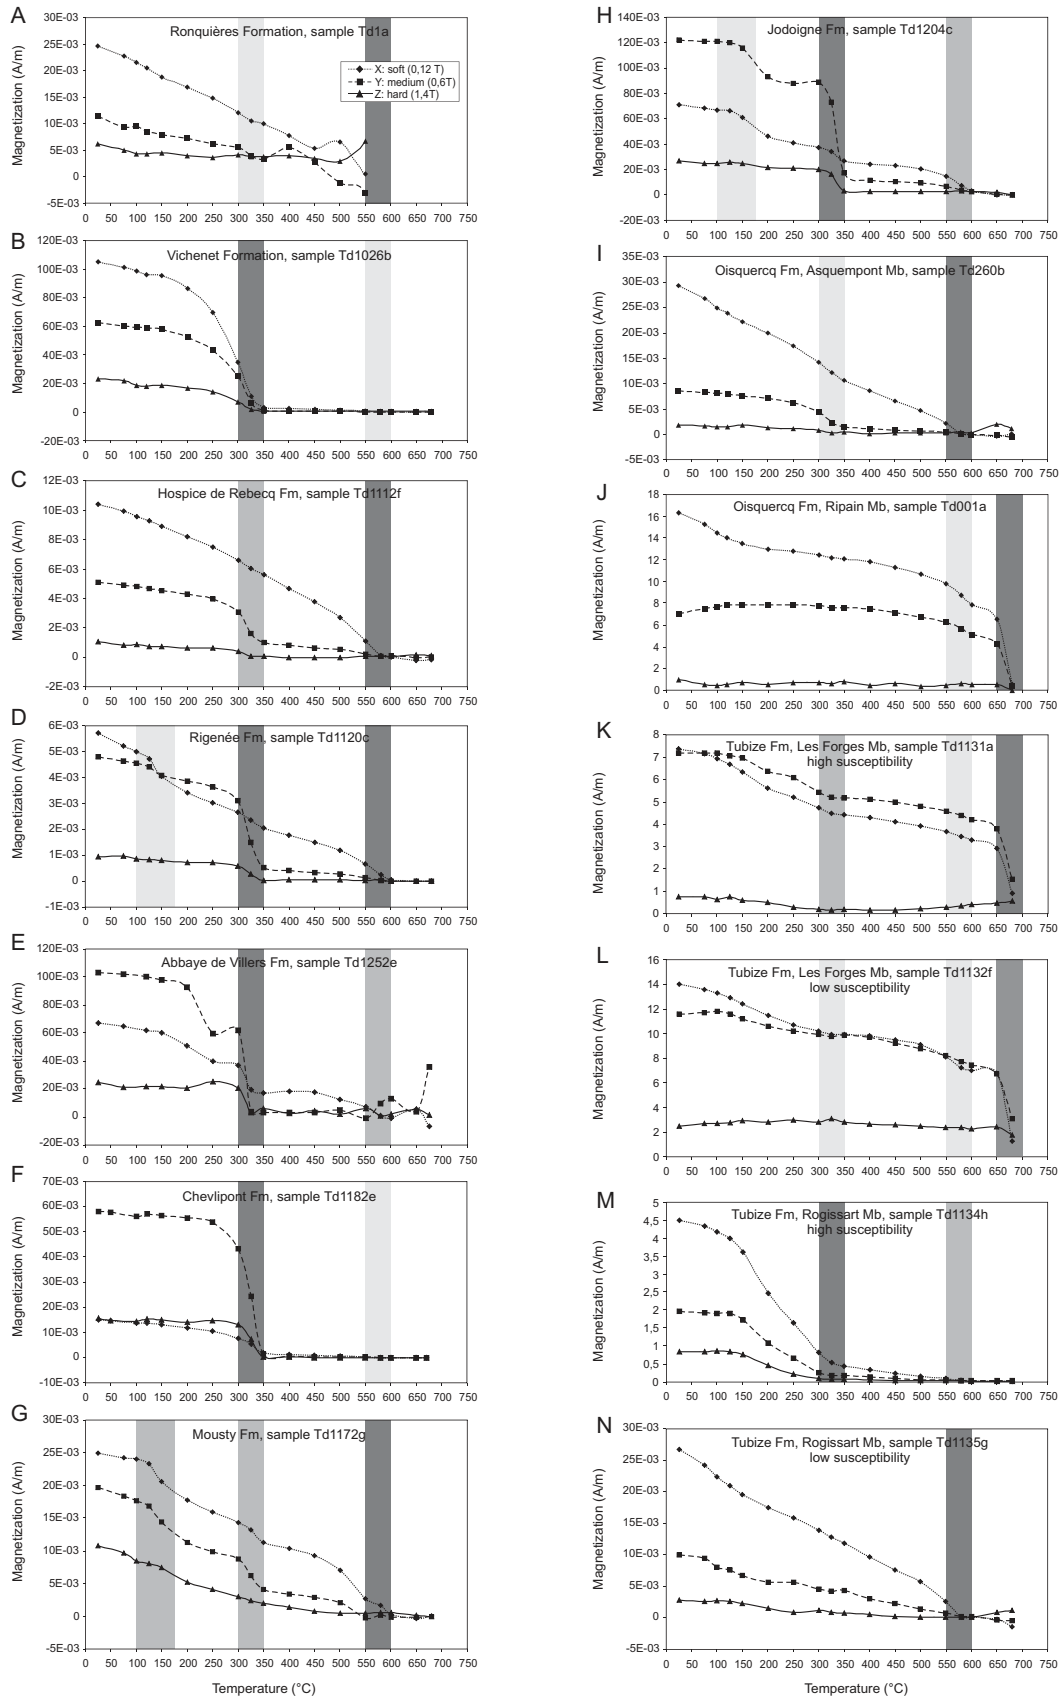 A
Ronquières Formation, sample Td1a
Magnetization (A/m)
30E-03
25E-03
20E-03
15E-03
10E-03
5E-03
0
-5E-03
X: soft (0,12 T)
Y: medium (0,6T)
Z: hard (1,4T)
0 50 100 150 200 250 300 350 400 450 500 550 600 650 700 750
B
Vichenet Formation, sample Td1026b
Magnetization (A/m)
120E-03
100E-03
80E-03
60E-03
40E-03
20E-03
0
-20E-03
0 50 100 150 200 250 300 350 400 450 500 550 600 650 700 750
C
Hospice de Rebecq Fm, sample Td1112f
Magnetization (A/m)
12E-03
10E-03
8E-03
6E-03
4E-03
2E-03
0
-2E-03
0 50 100 150 200 250 300 350 400 450 500 550 600 650 700 750
D
Rigenée Fm, sample Td1120c
Magnetization (A/m)
6E-03
5E-03
4E-03
3E-03
2E-03
1E-03
0
-1E-03
0 50 100 150 200 250 300 350 400 450 500 550 600 650 700 750
E
Abbaye de Villers Fm, sample Td1252e
Magnetization (A/m)
120E-03
100E-03
80E-03
60E-03
40E-03
20E-03
0
-20E-03
0 50 100 150 200 250 300 350 400 450 500 550 600 650 700 750
F
Chevlipont Fm, sample Td1182e
Magnetization (A/m)
70E-03
60E-03
50E-03
40E-03
30E-03
20E-03
10E-03
0
-10E-03
0 50 100 150 200 250 300 350 400 450 500 550 600 650 700 750
G
Mousty Fm, sample Td1172g
Magnetization (A/m)
30E-03
25E-03
20E-03
15E-03
10E-03
5E-03
0
-5E-03
0 50 100 150 200 250 300 350 400 450 500 550 600 650 700 750
Temperature (°C)
H
Jodoigne Fm, sample Td1204c
Magnetization (A/m)
140E-03
120E-03
100E-03
80E-03
60E-03
40E-03
20E-03
0
-20E-03
0 50 100 150 200 250 300 350 400 450 500 550 600 650 700 750
I
Oisquercq Fm, Asquempont Mb, sample Td260b
Magnetization (A/m)
35E-03
30E-03
25E-03
20E-03
15E-03
10E-03
5E-03
0
-5E-03
0 50 100 150 200 250 300 350 400 450 500 550 600 650 700 750
J
Oisquercq Fm, Ripain Mb, sample Td001a
Magnetization (A/m)
18
16
14
12
10
8
6
4
2
0
0 50 100 150 200 250 300 350 400 450 500 550 600 650 700 750
K
Tubize Fm, Les Forges Mb, sample Td1131a
high susceptibility
Magnetization (A/m)
8
7
6
5
4
3
2
1
0
0 50 100 150 200 250 300 350 400 450 500 550 600 650 700 750
L
Tubize Fm, Les Forges Mb, sample Td1132f
low susceptibility
Magnetization (A/m)
16
14
12
10
8
6
4
2
0
0 50 100 150 200 250 300 350 400 450 500 550 600 650 700 750
M
Tubize Fm, Rogissart Mb, sample Td1134h
high susceptibility
Magnetization (A/m)
5
4,5
4
3,5
3
2,5
2
1,5
1
0,5
0
0 50 100 150 200 250 300 350 400 450 500 550 600 650 700 750
N
Tubize Fm, Rogissart Mb, sample Td1135g
low susceptibility
Magnetization (A/m)
30E-03
25E-03
20E-03
15E-03
10E-03
5E-03
0
-5E-03
0 50 100 150 200 250 300 350 400 450 500 550 600 650 700 750
Temperature (°C)